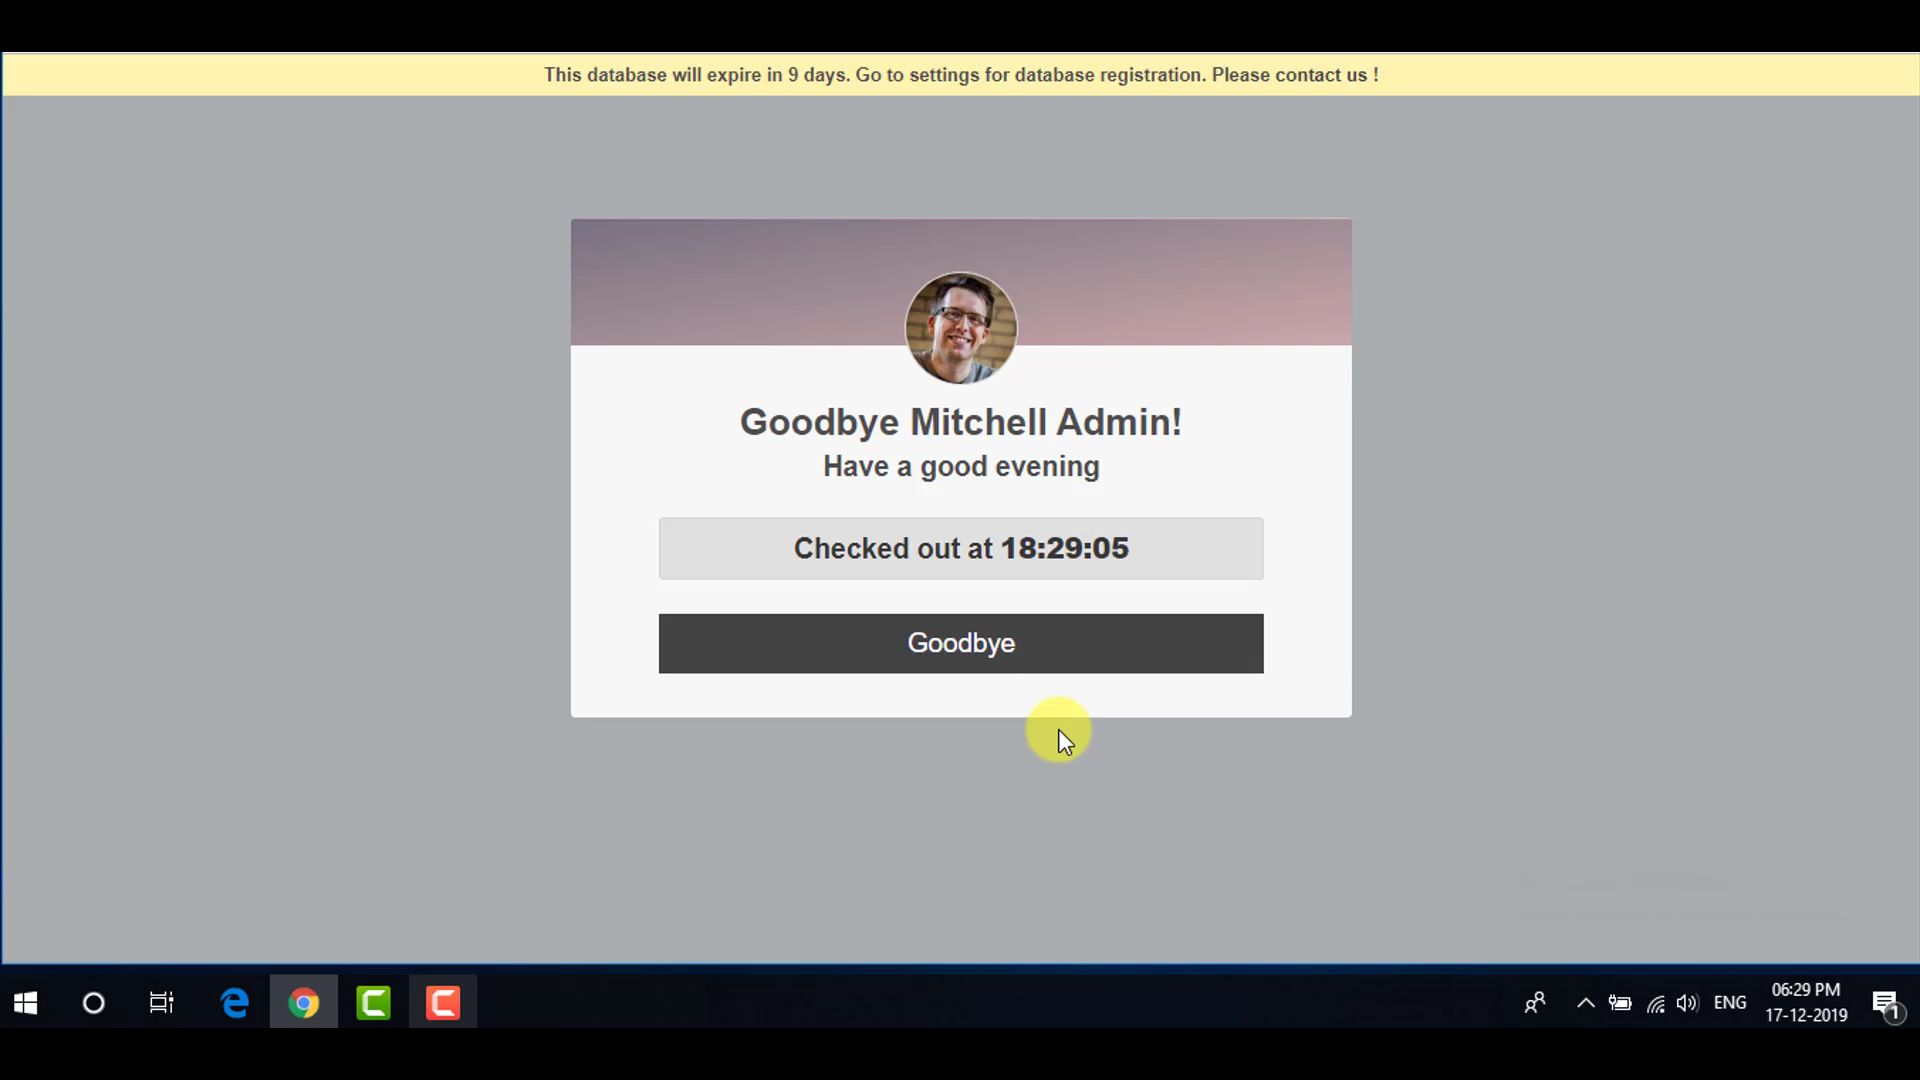 This database will expire in 9 days. Go to settings for database registration. Please contact us !
Goodbye Mitchell Admin!
Have a good evening
Checked out at 18:29:05
Goodbye
ENG
06:29 PM
17-12-2019
1